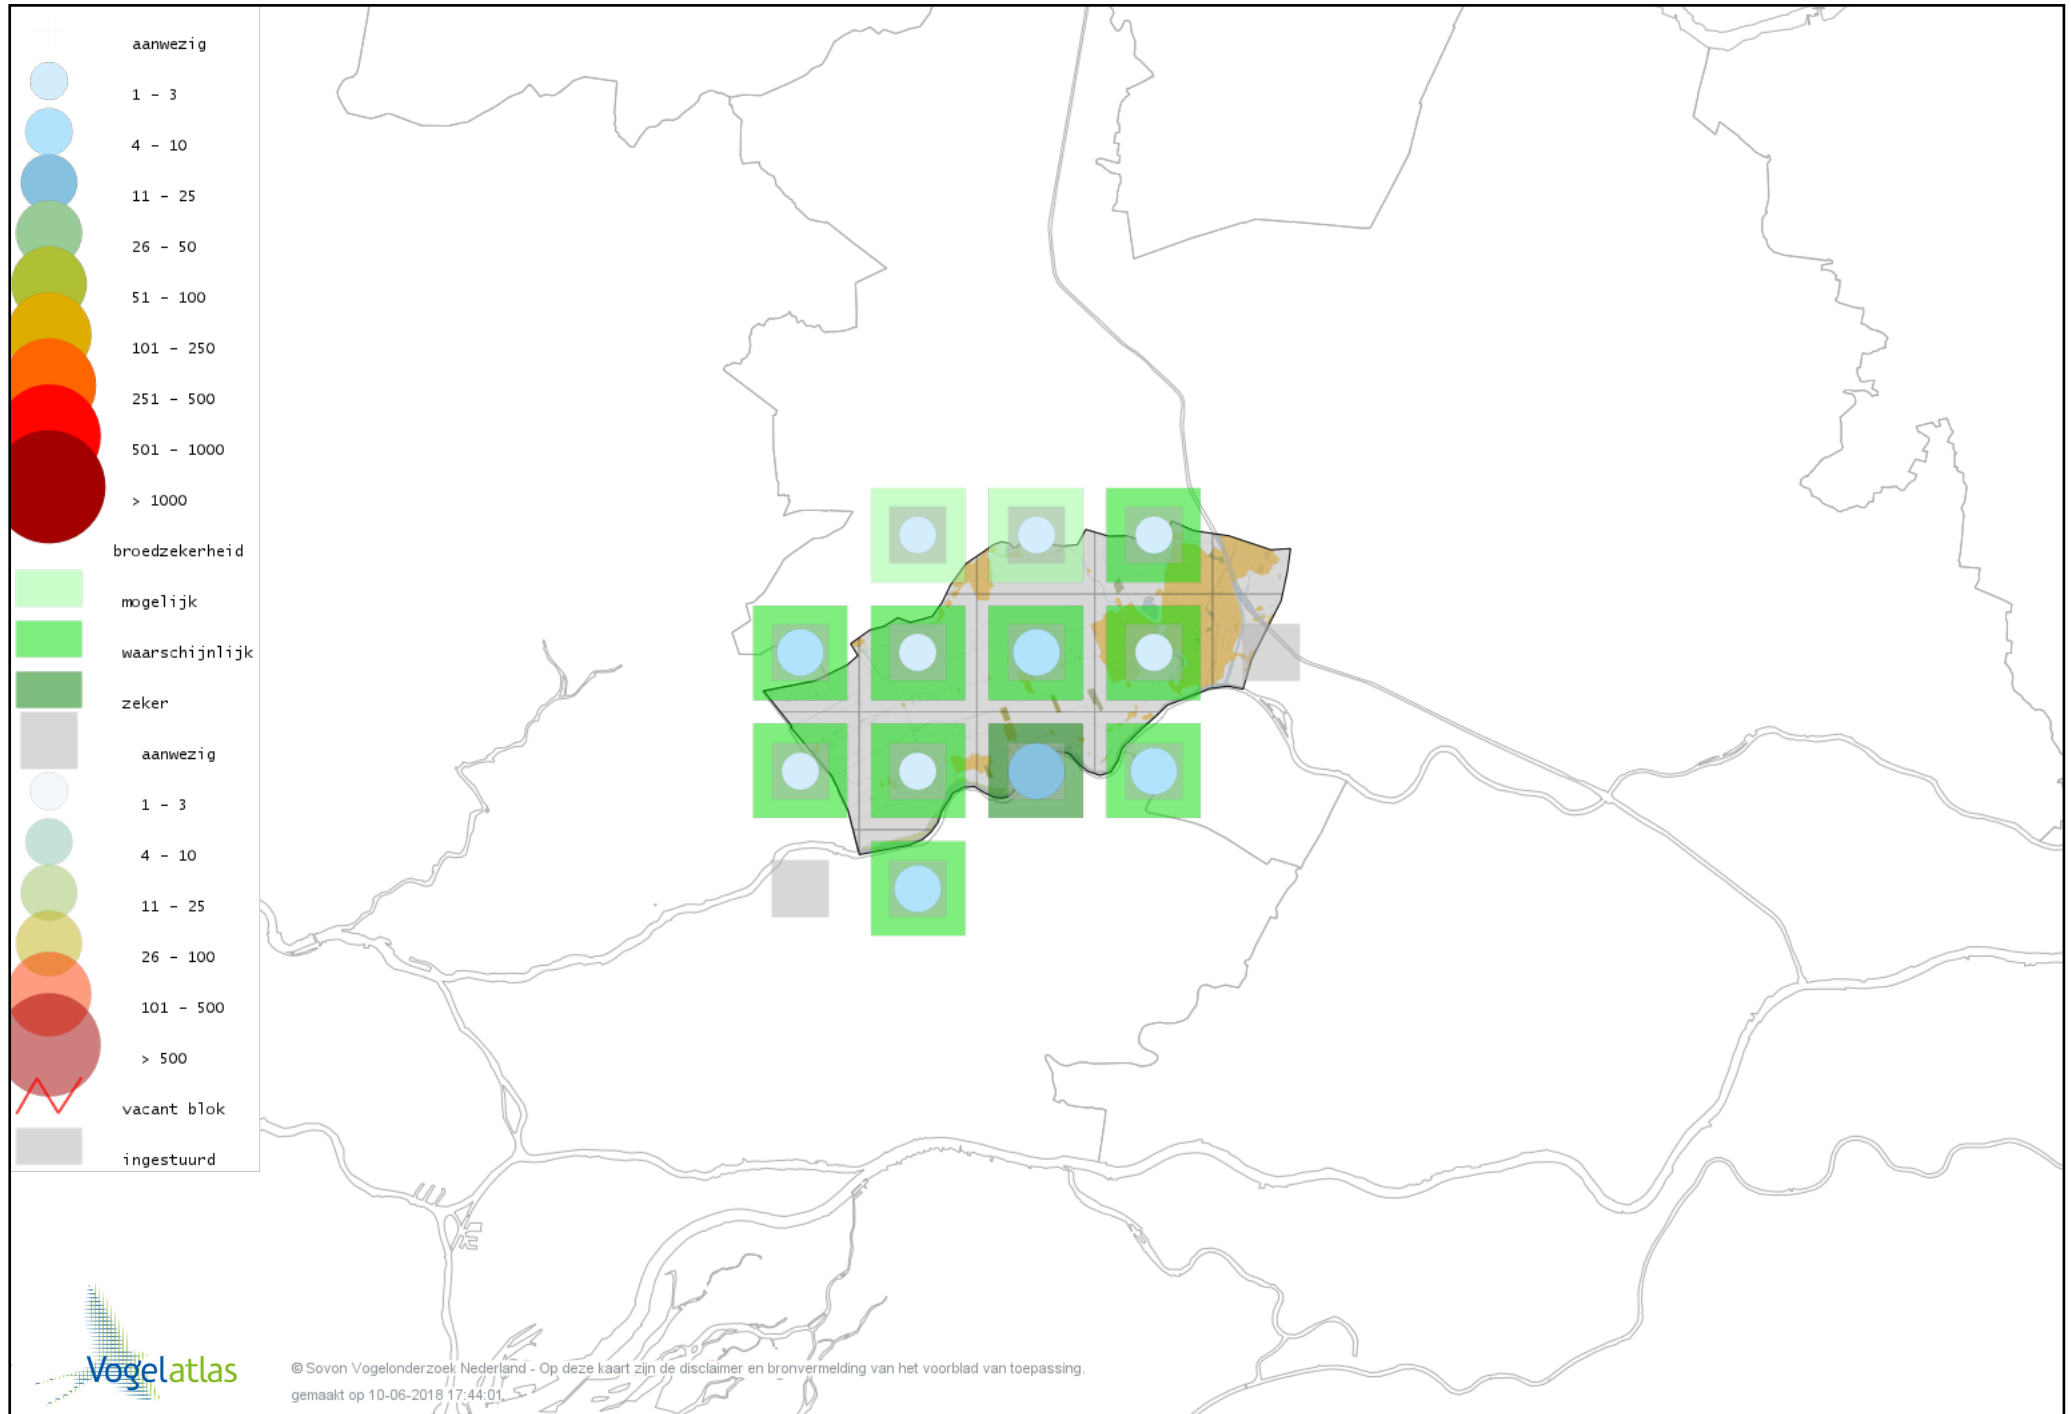 aanwezig
1 - 3
4 - 10
11 - 25
26 - 50
51 - 100
101 - 250
251 - 500
501 - 1000
> 1000
broedzekerheid
mogelijk
waarschijnlijk
zeker
aanwezig
1 - 3
4 - 10
11 - 25
26 - 100
101 - 500
> 500
vacant blok
ingestuurd
Vogelatlas
© Sovon Vogelonderzoek Nederland - Op deze kaart zijn de disclaimer en bronvermelding van het voorblad van toepassing.
gemaakt op 10-06-2018 17:44:01